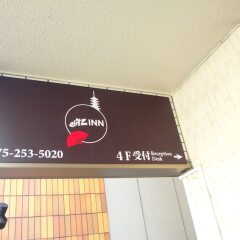 INN
75-253-5020
4F受付 Reception
Desk →